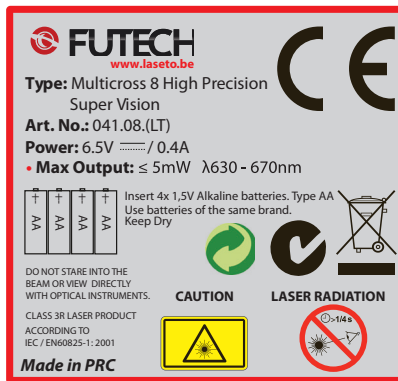 FUTECH
www.laseto.be
Type: Multicross 8 High Precision
Super Vision
Art. No.: 041.08.(LT)
Power: 6.5V / 0.4A
• Max Output: ≤ 5mW λ630 - 670nm
CE
Insert 4x 1,5V Alkaline batteries. Type AA
Use batteries of the same brand.
Keep Dry
AA AA AA AA
DO NOT STARE INTO THE
BEAM OR VIEW DIRECTLY
WITH OPTICAL INSTRUMENTS.
CLASS 3R LASER PRODUCT
ACCORDING TO
IEC / EN60825-1: 2001
Made in PRC
CAUTION
LASER RADIATION
>1/4 s